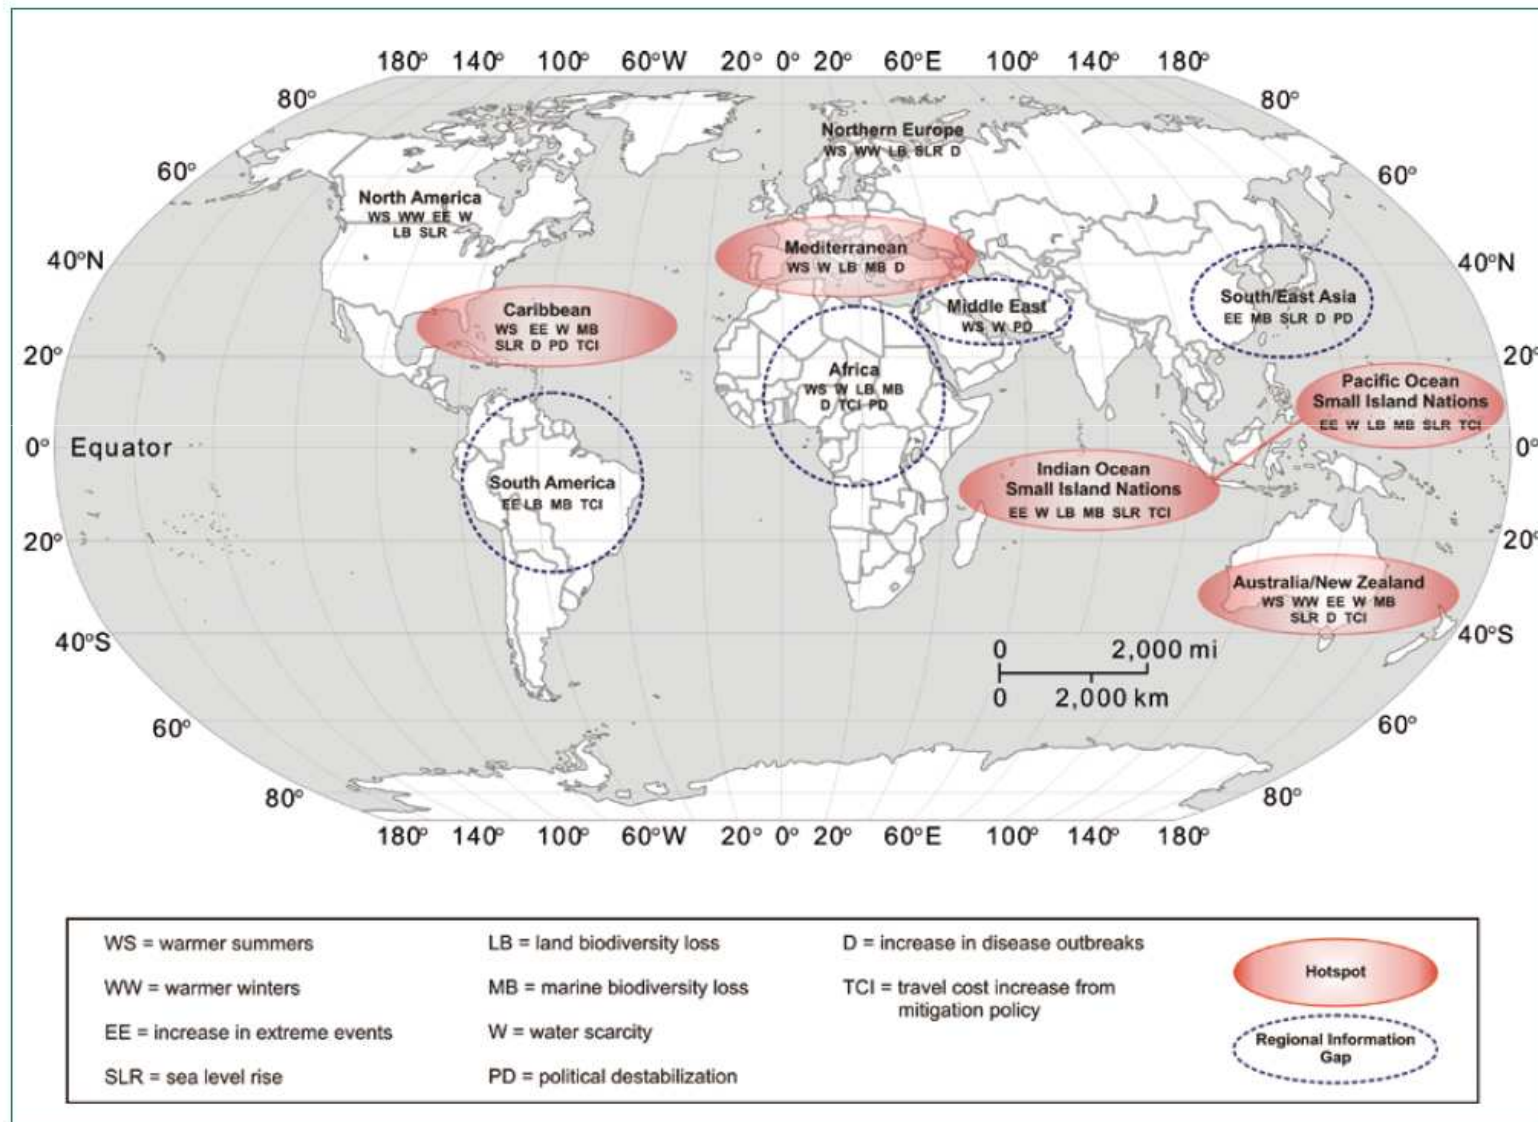 180° 140° 100° 60°W 20° 0° 20° 60°E 100° 140° 180°
80° 80°
Northern Europe
WS WW LB SLR D
60° 60°
North America
WS WW EE W
LB SLR
Mediterranean
WS W LB MB D
40°N 40°N
Caribbean
WS EE W MB
SLR D PD TCI
Middle East
WS W PD
South/East Asia
EE MB SLR D PD
20° 20°
Africa
WS W LB MB
D TCI PD
Pacific Ocean
Small Island Nations
EE W LB MB SLR TCI
0° Equator 0°
South America
EE LB MB TCI
Indian Ocean
Small Island Nations
EE W LB MB SLR TCI
20° 20°
Australia/New Zealand
WS WW EE W MB
SLR D TCI
40°S 40°S
0 2,000 mi
0 2,000 km
60° 60°
80° 80°
180° 140° 100° 60°W 20° 0° 20° 60°E 100° 140° 180°
WS = warmer summers
WW = warmer winters
EE = increase in extreme events
SLR = sea level rise
LB = land biodiversity loss
MB = marine biodiversity loss
W = water scarcity
PD = political destabilization
D = increase in disease outbreaks
TCI = travel cost increase from
mitigation policy
Hotspot
Regional Information
Gap